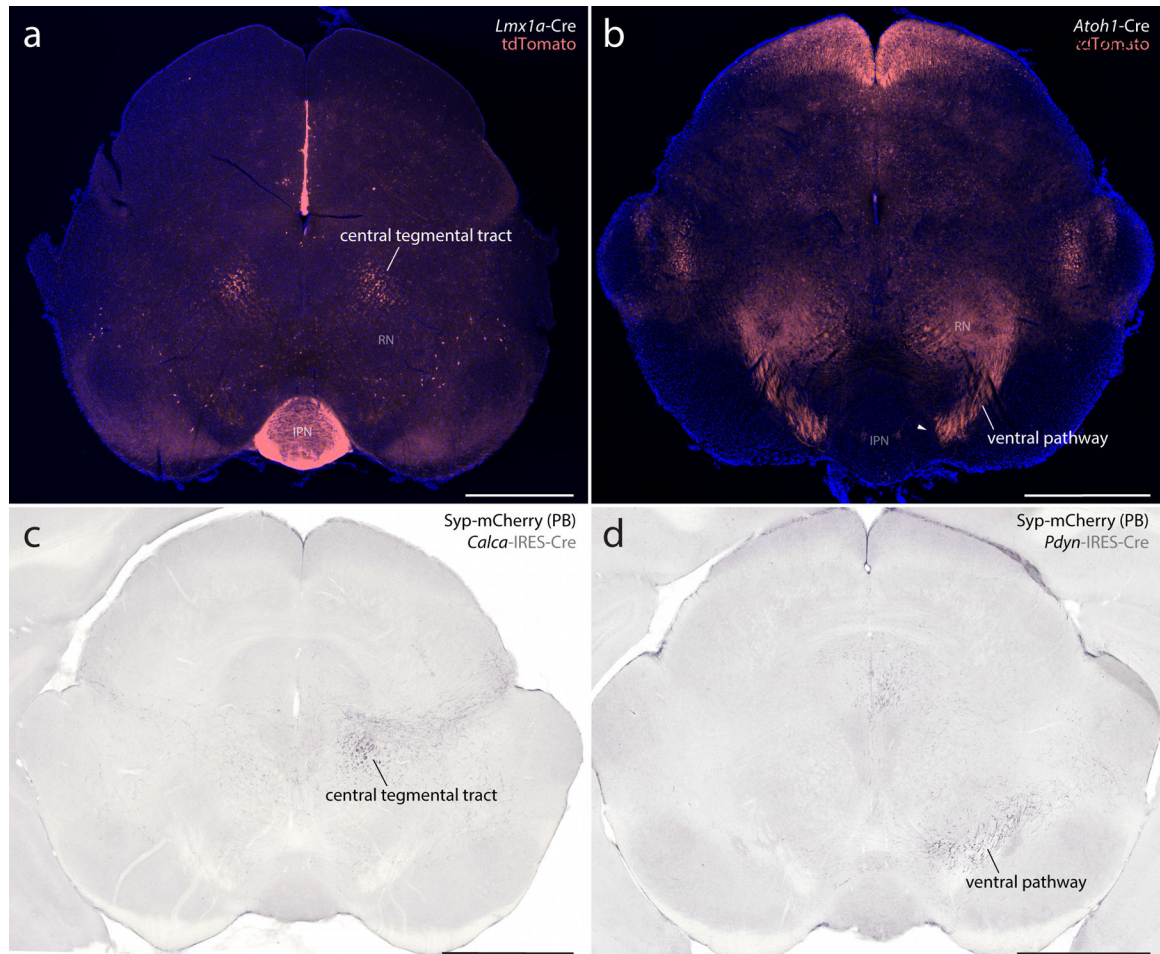 a
Lmx1a-Cre
tdTomato
central tegmental tract
RN
IPN
b
Atoh1-Cre
tdTomato
RN
IPN
ventral pathway
c
Syp-mCherry (PB)
Calca-IRES-Cre
central tegmental tract
d
Syp-mCherry (PB)
Pdyn-IRES-Cre
ventral pathway